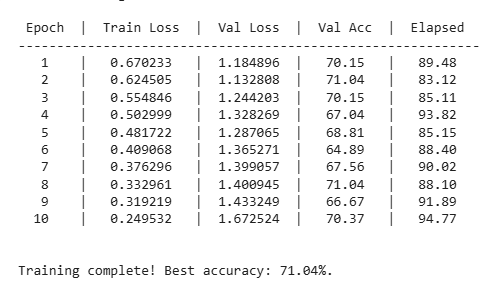 Epoch | Train Loss | Val Loss | Val Acc | Elapsed
----------------------------------------------------------------------
1 | 0.670233 | 1.184896 | 70.15 | 89.48
2 | 0.624505 | 1.132808 | 71.04 | 83.12
3 | 0.554846 | 1.244203 | 70.15 | 85.11
4 | 0.502999 | 1.328269 | 67.04 | 93.82
5 | 0.481722 | 1.287065 | 68.81 | 85.15
6 | 0.409068 | 1.365271 | 64.89 | 88.40
7 | 0.376296 | 1.399057 | 67.56 | 90.02
8 | 0.332961 | 1.400945 | 71.04 | 88.10
9 | 0.319219 | 1.433249 | 66.67 | 91.89
10 | 0.249532 | 1.672524 | 70.37 | 94.77
Training complete! Best accuracy: 71.04%.